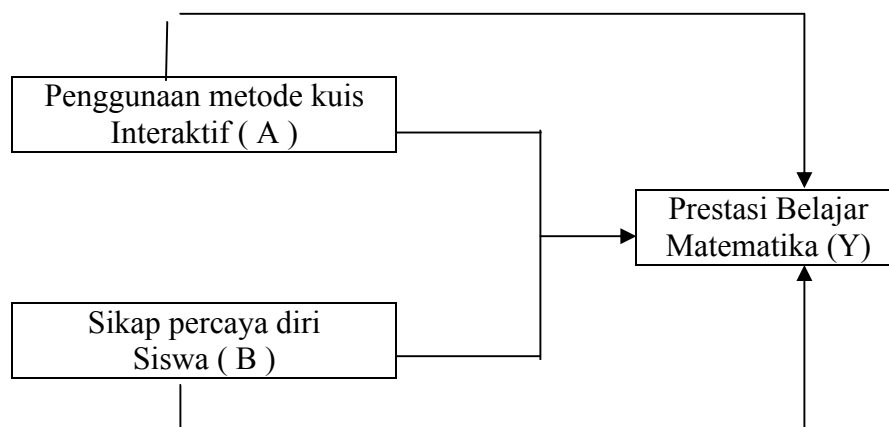 Penggunaan metode kuis
Interaktif ( A )
Prestasi Belajar
Matematika (Y)
Sikap percaya diri
Siswa ( B )